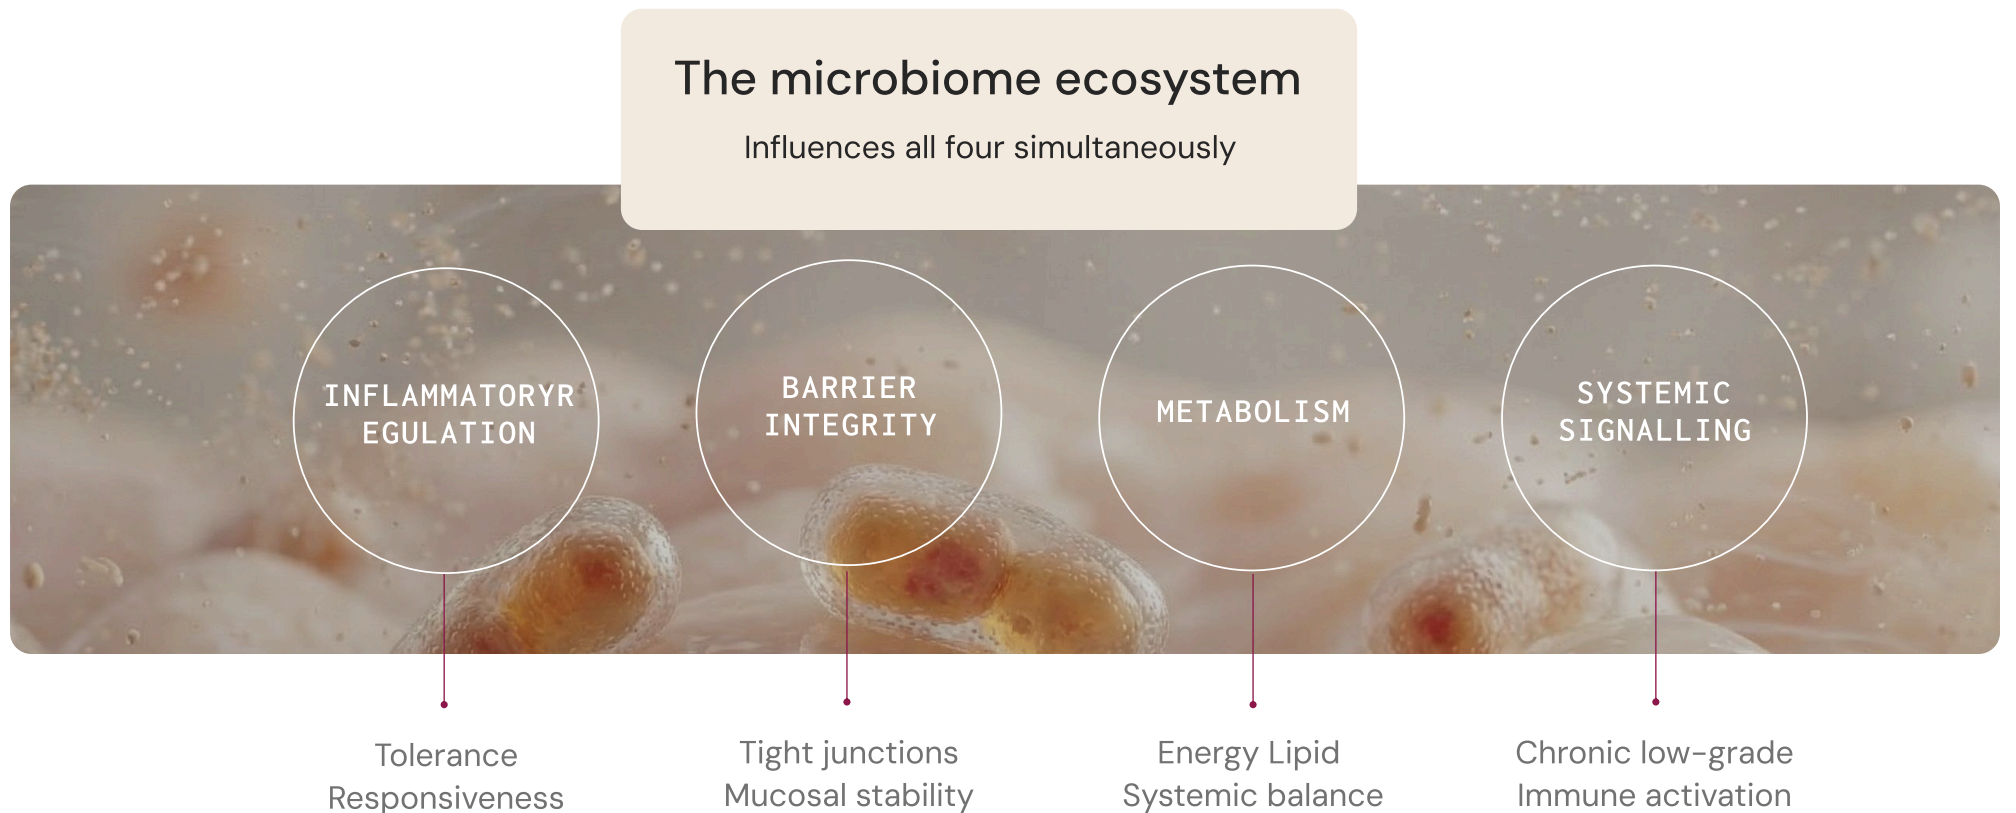 The microbiome ecosystem
Influences all four simultaneously
INFLAMMATORYR
EGULATION
BARRIER
INTEGRITY
METABOLISM
SYSTEMIC
SIGNALLING
Tolerance
Responsiveness
Tight junctions
Mucosal stability
Energy Lipid
Systemic balance
Chronic low-grade
Immune activation